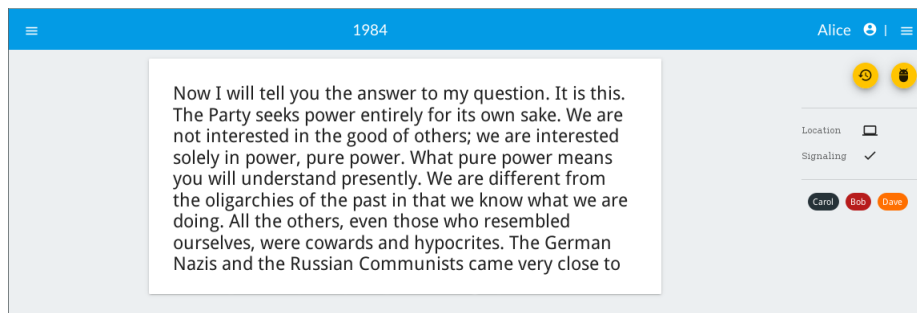 1984
Alice
Now I will tell you the answer to my question. It is this.
The Party seeks power entirely for its own sake. We are
not interested in the good of others; we are interested
solely in power, pure power. What pure power means
you will understand presently. We are different from
the oligarchies of the past in that we know what we are
doing. All the others, even those who resembled
ourselves, were cowards and hypocrites. The German
Nazis and the Russian Communists came very close to
Location
Signaling
Carol Bob Dave